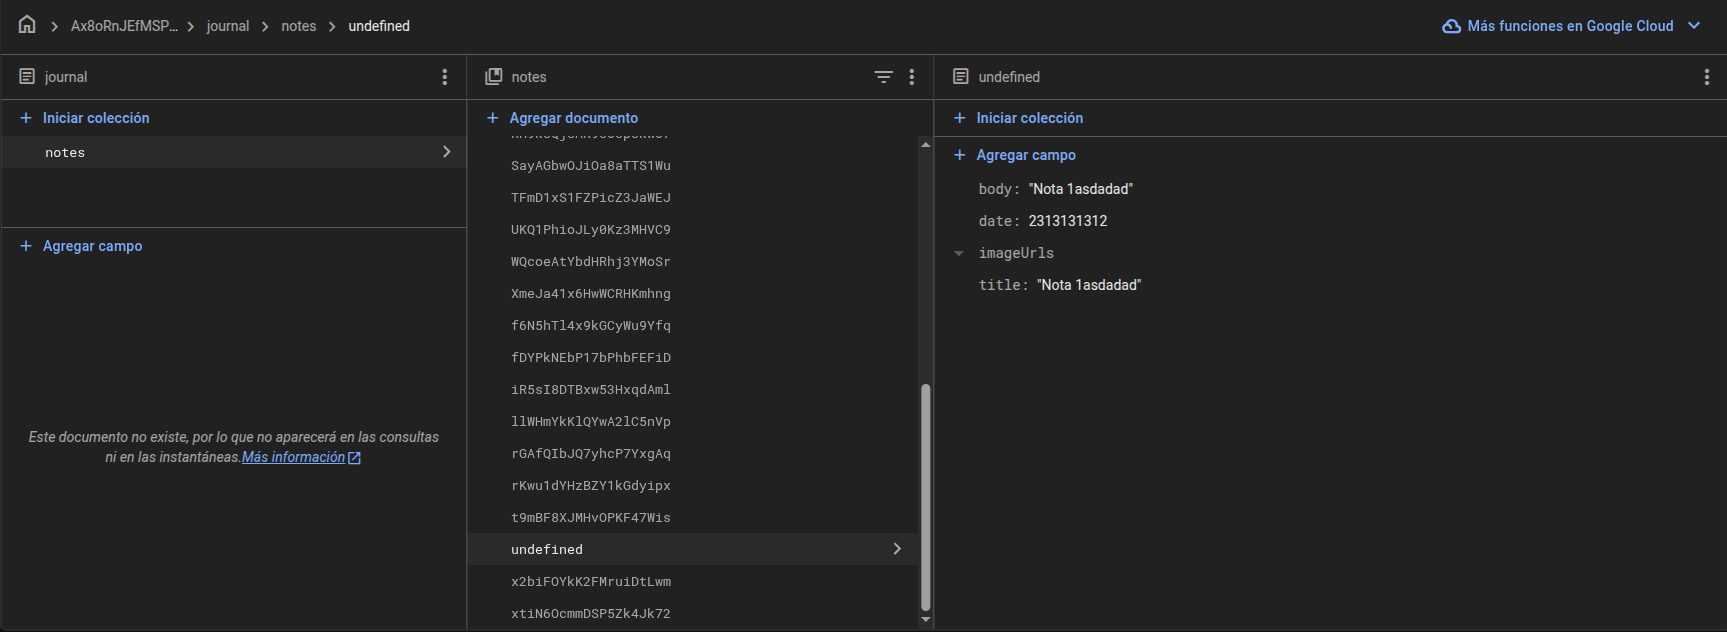 Ax8oRnJEfMSP... journal notes undefined
Más funciones en Google Cloud
journal
Iniciar colección
notes
Agregar campo
Este documento no existe, por lo que no aparecerá en las consultas
ni en las instantáneas.Más información
notes
Agregar documento
SayAGbwOJiOa8aTTS1Wu
TFmD1xS1FZPicZ3JaWEJ
UKQ1PhioJLy0Kz3MHVC9
WQcoeAtYbdHRhj3YMoSr
XmeJa41x6HwWCRHKmhng
f6N5hTl4x9kGCyWu9Yfq
fDYPkNEbP17bPhbFEFiD
iR5sI8DTBxw53HxqdAml
llWHmYkKlQYwA2lC5nVp
rGAfQIbJQ7yhcP7YxgAq
rKwu1dYHzBZY1kGdyipx
t9mBF8XJMHvOPKF47Wis
undefined
x2biFOYkK2FMruiDtLwm
xtiN6OcmmDSP5Zk4Jk72
undefined
Iniciar colección
Agregar campo
body: "Nota 1asdadad"
date: 2313131312
imageUrls
title: "Nota 1asdadad"